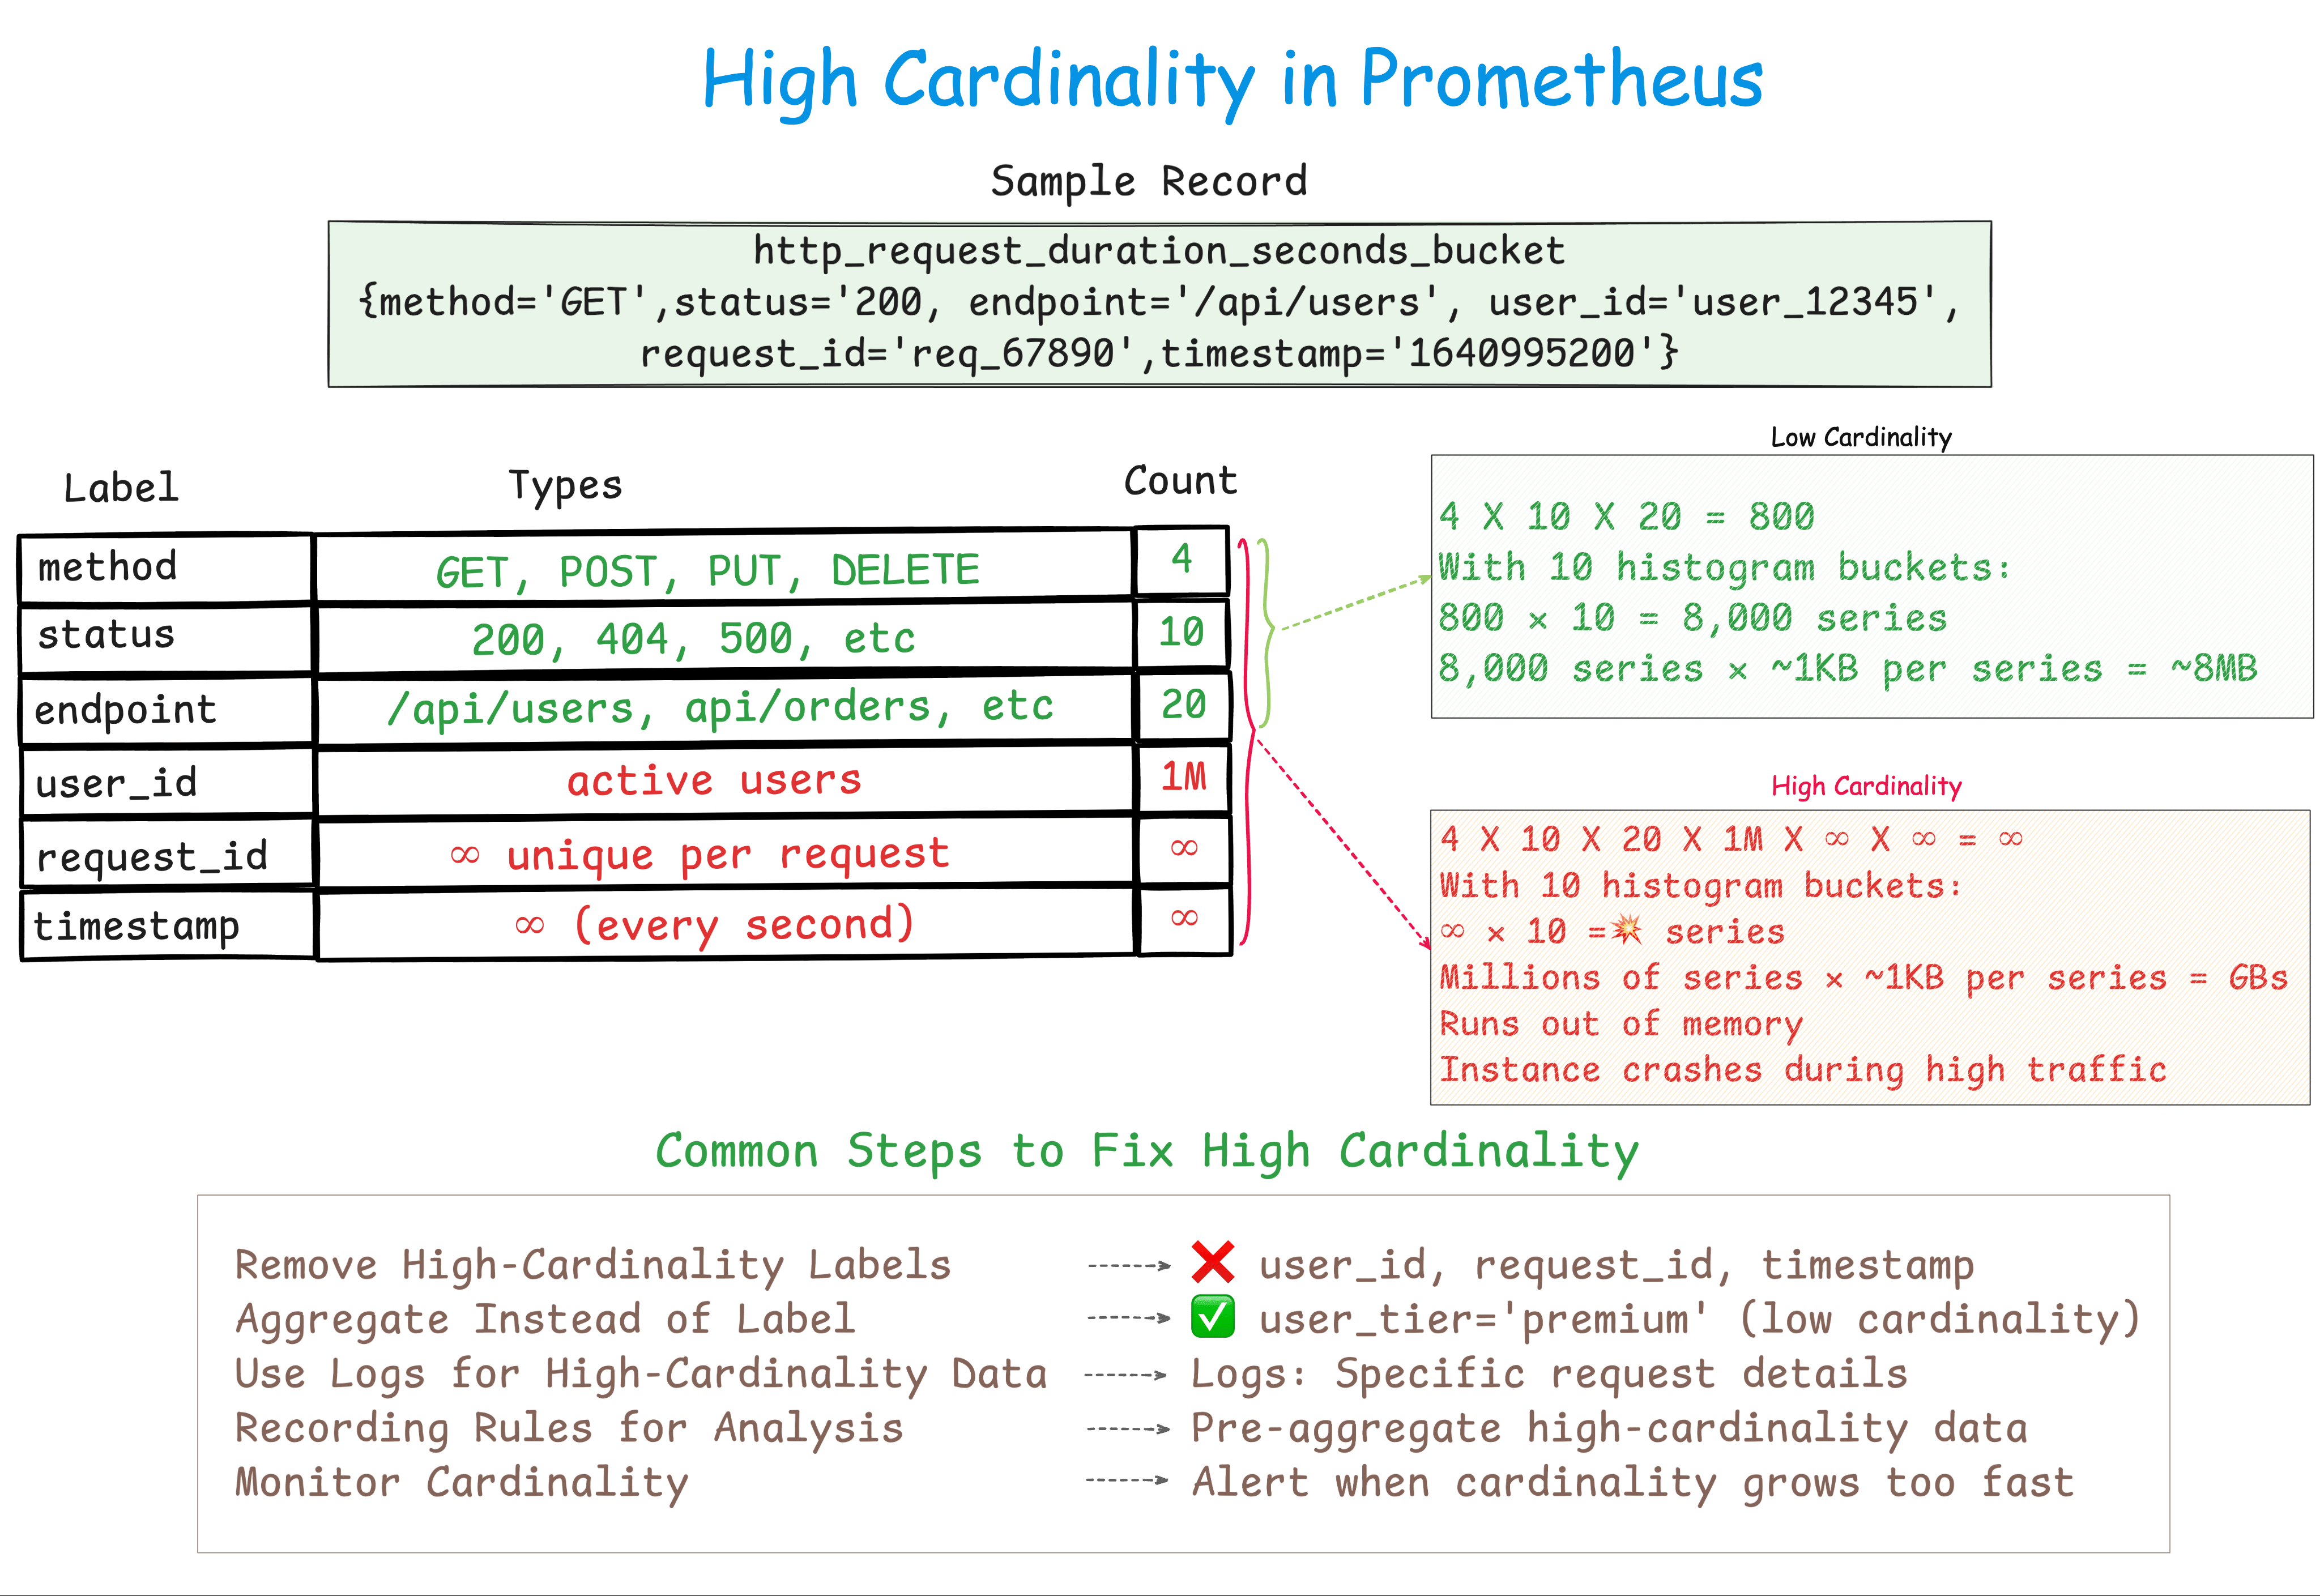 High Cardinality in Prometheus
Sample Record
http_request_duration_seconds_bucket
{method='GET',status='200, endpoint='/api/users', user_id='user_12345',
request_id='req_67890',timestamp='1640995200'}
Label Types Count
method GET, POST, PUT, DELETE 4
status 200, 404, 500, etc 10
endpoint /api/users, api/orders, etc 20
user_id active users 1M
request_id ∞ unique per request ∞
timestamp ∞ (every second) ∞
Low Cardinality
4 X 10 X 20 = 800
With 10 histogram buckets:
800 × 10 = 8,000 series
8,000 series × ~1KB per series = ~8MB
High Cardinality
4 X 10 X 20 X 1M X ∞ X ∞ = ∞
With 10 histogram buckets:
∞ × 10 =💥 series
Millions of series × ~1KB per series = GBs
Runs out of memory
Instance crashes during high traffic
Common Steps to Fix High Cardinality
Remove High-Cardinality Labels ❌ user_id, request_id, timestamp
Aggregate Instead of Label ✅ user_tier='premium' (low cardinality)
Use Logs for High-Cardinality Data Logs: Specific request details
Recording Rules for Analysis Pre-aggregate high-cardinality data
Monitor Cardinality Alert when cardinality grows too fast